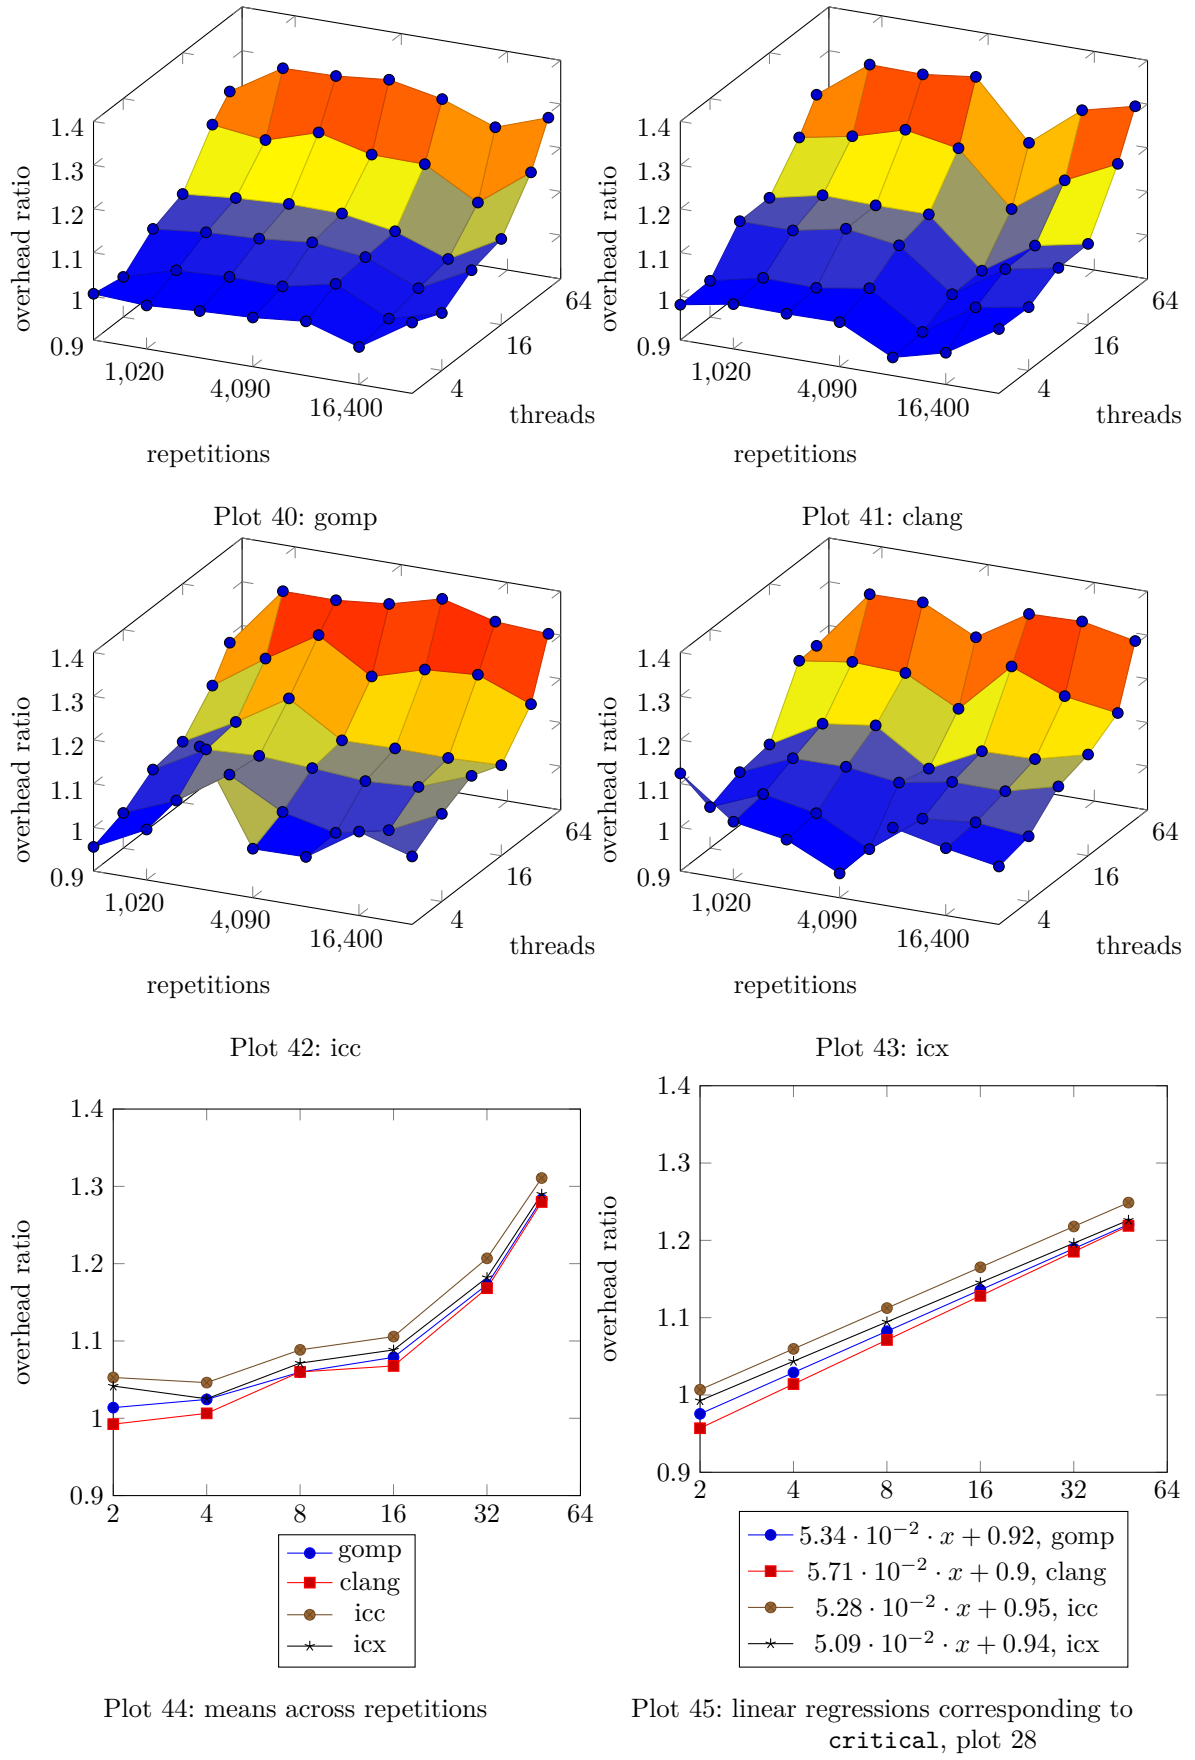 1.4
1.3
1.2
1.1
1
0.9
overhead ratio
1,020
4,090
16,400
repetitions
4
16
64
threads
Plot 40: gomp
1.4
1.3
1.2
1.1
1
0.9
overhead ratio
1,020
4,090
16,400
repetitions
4
16
64
threads
Plot 41: clang
1.4
1.3
1.2
1.1
1
0.9
overhead ratio
1,020
4,090
16,400
repetitions
4
16
64
threads
Plot 42: icc
1.4
1.3
1.2
1.1
1
0.9
overhead ratio
1,020
4,090
16,400
repetitions
4
16
64
threads
Plot 43: icx
1.4
1.3
1.2
1.1
1
0.9
overhead ratio
2 4 8 16 32 64
gomp
clang
icc
icx
Plot 44: means across repetitions
1.4
1.3
1.2
1.1
1
0.9
overhead ratio
2 4 8 16 32 64
5.34 · 10⁻² · x + 0.92, gomp
5.71 · 10⁻² · x + 0.9, clang
5.28 · 10⁻² · x + 0.95, icc
5.09 · 10⁻² · x + 0.94, icx
Plot 45: linear regressions corresponding to
critical, plot 28